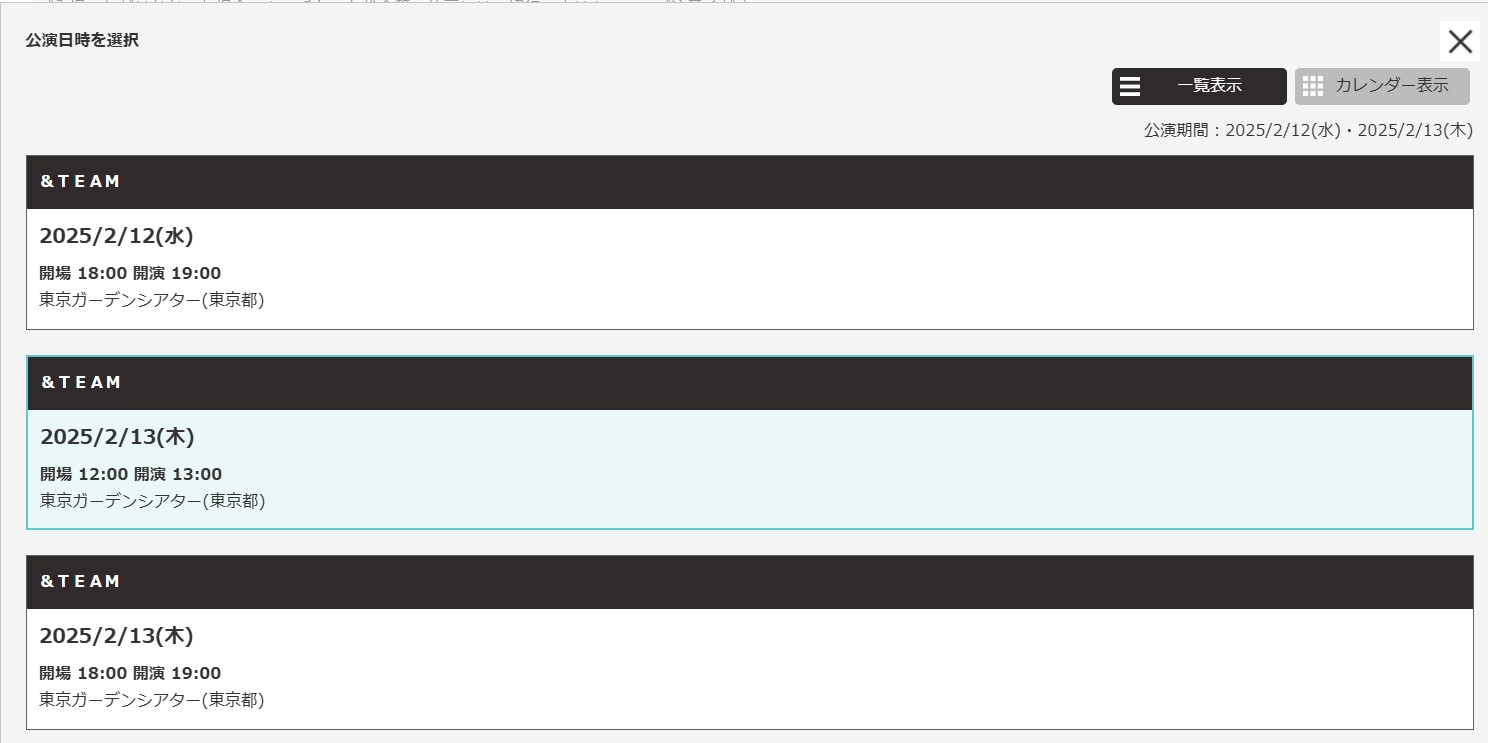 公演日時を選択
一覧表示
カレンダー表示
公演期間：2025/2/12(水)・2025/2/13(木)
&TEAM
2025/2/12(水)
開場 18:00 開演 19:00
東京ガーデンシアター(東京都)
&TEAM
2025/2/13(木)
開場 12:00 開演 13:00
東京ガーデンシアター(東京都)
&TEAM
2025/2/13(木)
開場 18:00 開演 19:00
東京ガーデンシアター(東京都)